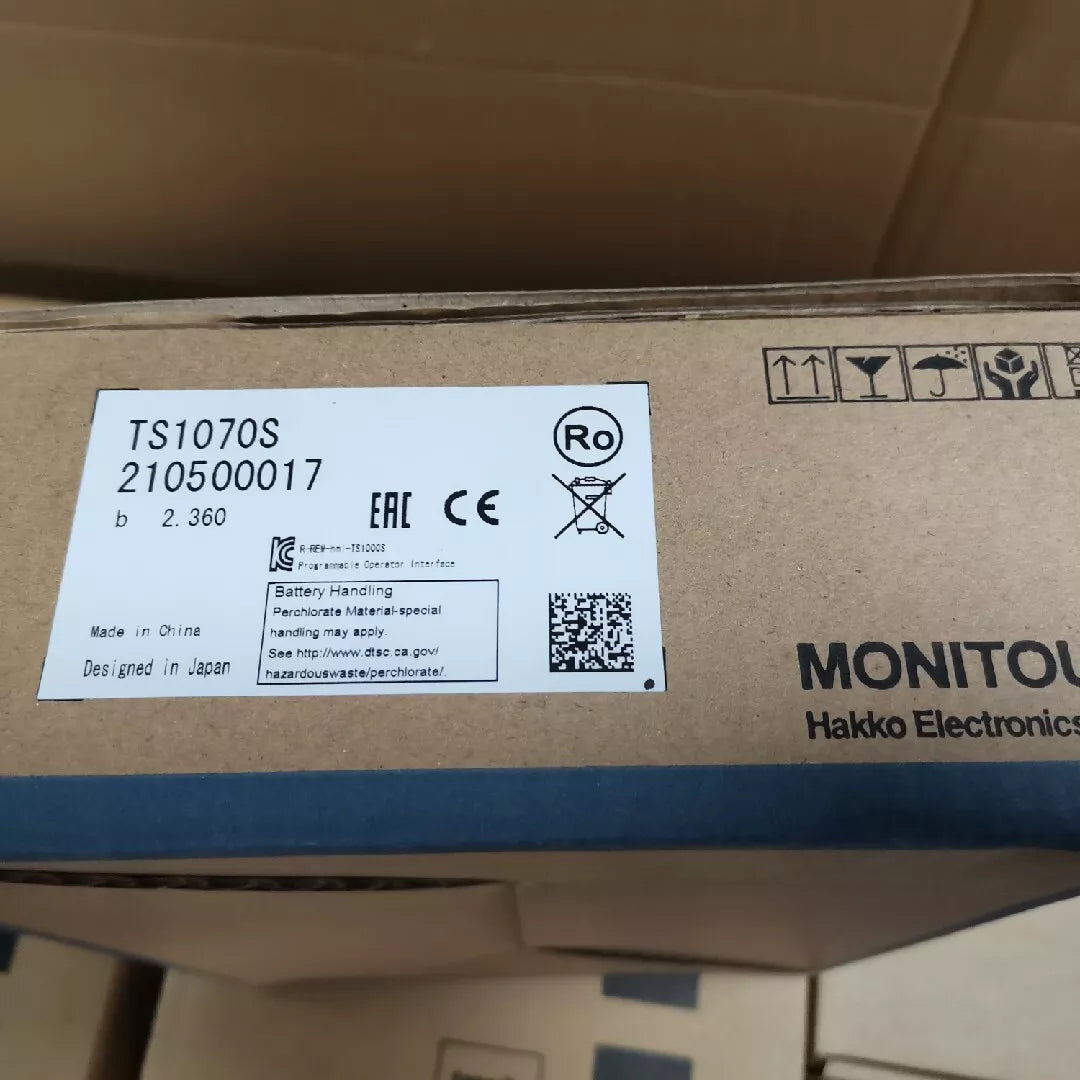 TS1070S
210500017
b 2.360
EAC CE
Ro
KC R-REM-hmi-TS1000S
Programmable Operator Interface
Battery Handling
Perchlorate Material-special
handling may apply.
See http://www.dtsc.ca.gov/
hazardouswaste/perchlorate/.
Made in China
Designed in Japan
MONITOU
Hakko Electronics